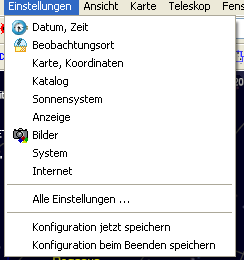 Einstellungen Ansicht Karte Teleskop
Datum, Zeit
Beobachtungsort
Karte, Koordinaten
Katalog
Sonnensystem
Anzeige
Bilder
System
Internet
Alle Einstellungen ...
Konfiguration jetzt speichern
Konfiguration beim Beenden speichern